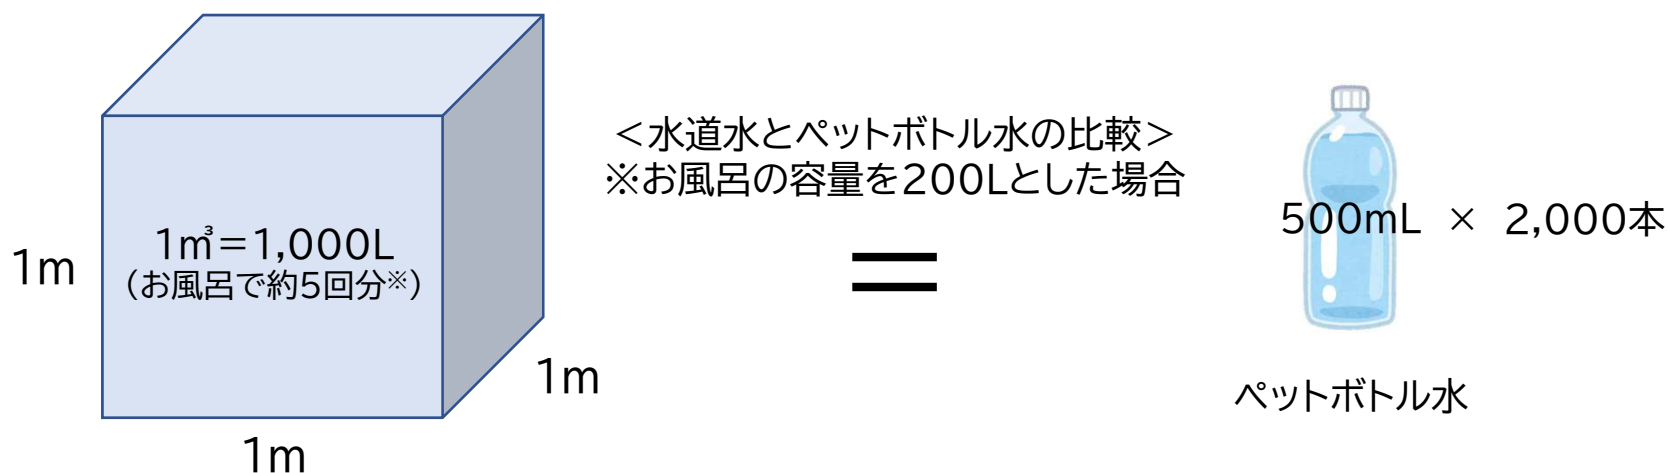 ＜水道水とペットボトル水の比較＞
※お風呂の容量を200Lとした場合
1㎥＝1,000L
（お風呂で約5回分※）
1m
1m
1m
＝
500mL × 2,000本
ペットボトル水